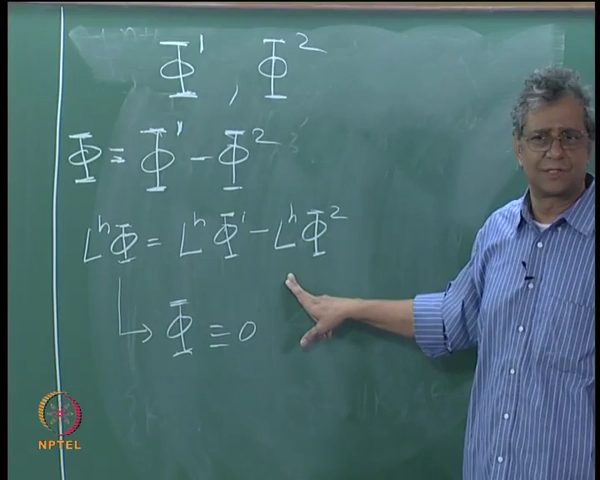 Φ¹, Φ²
Φ = Φ¹ - Φ²
LʰΦ = LʰΦ¹ - LʰΦ²
↳ Φ ≡ 0
NPTEL